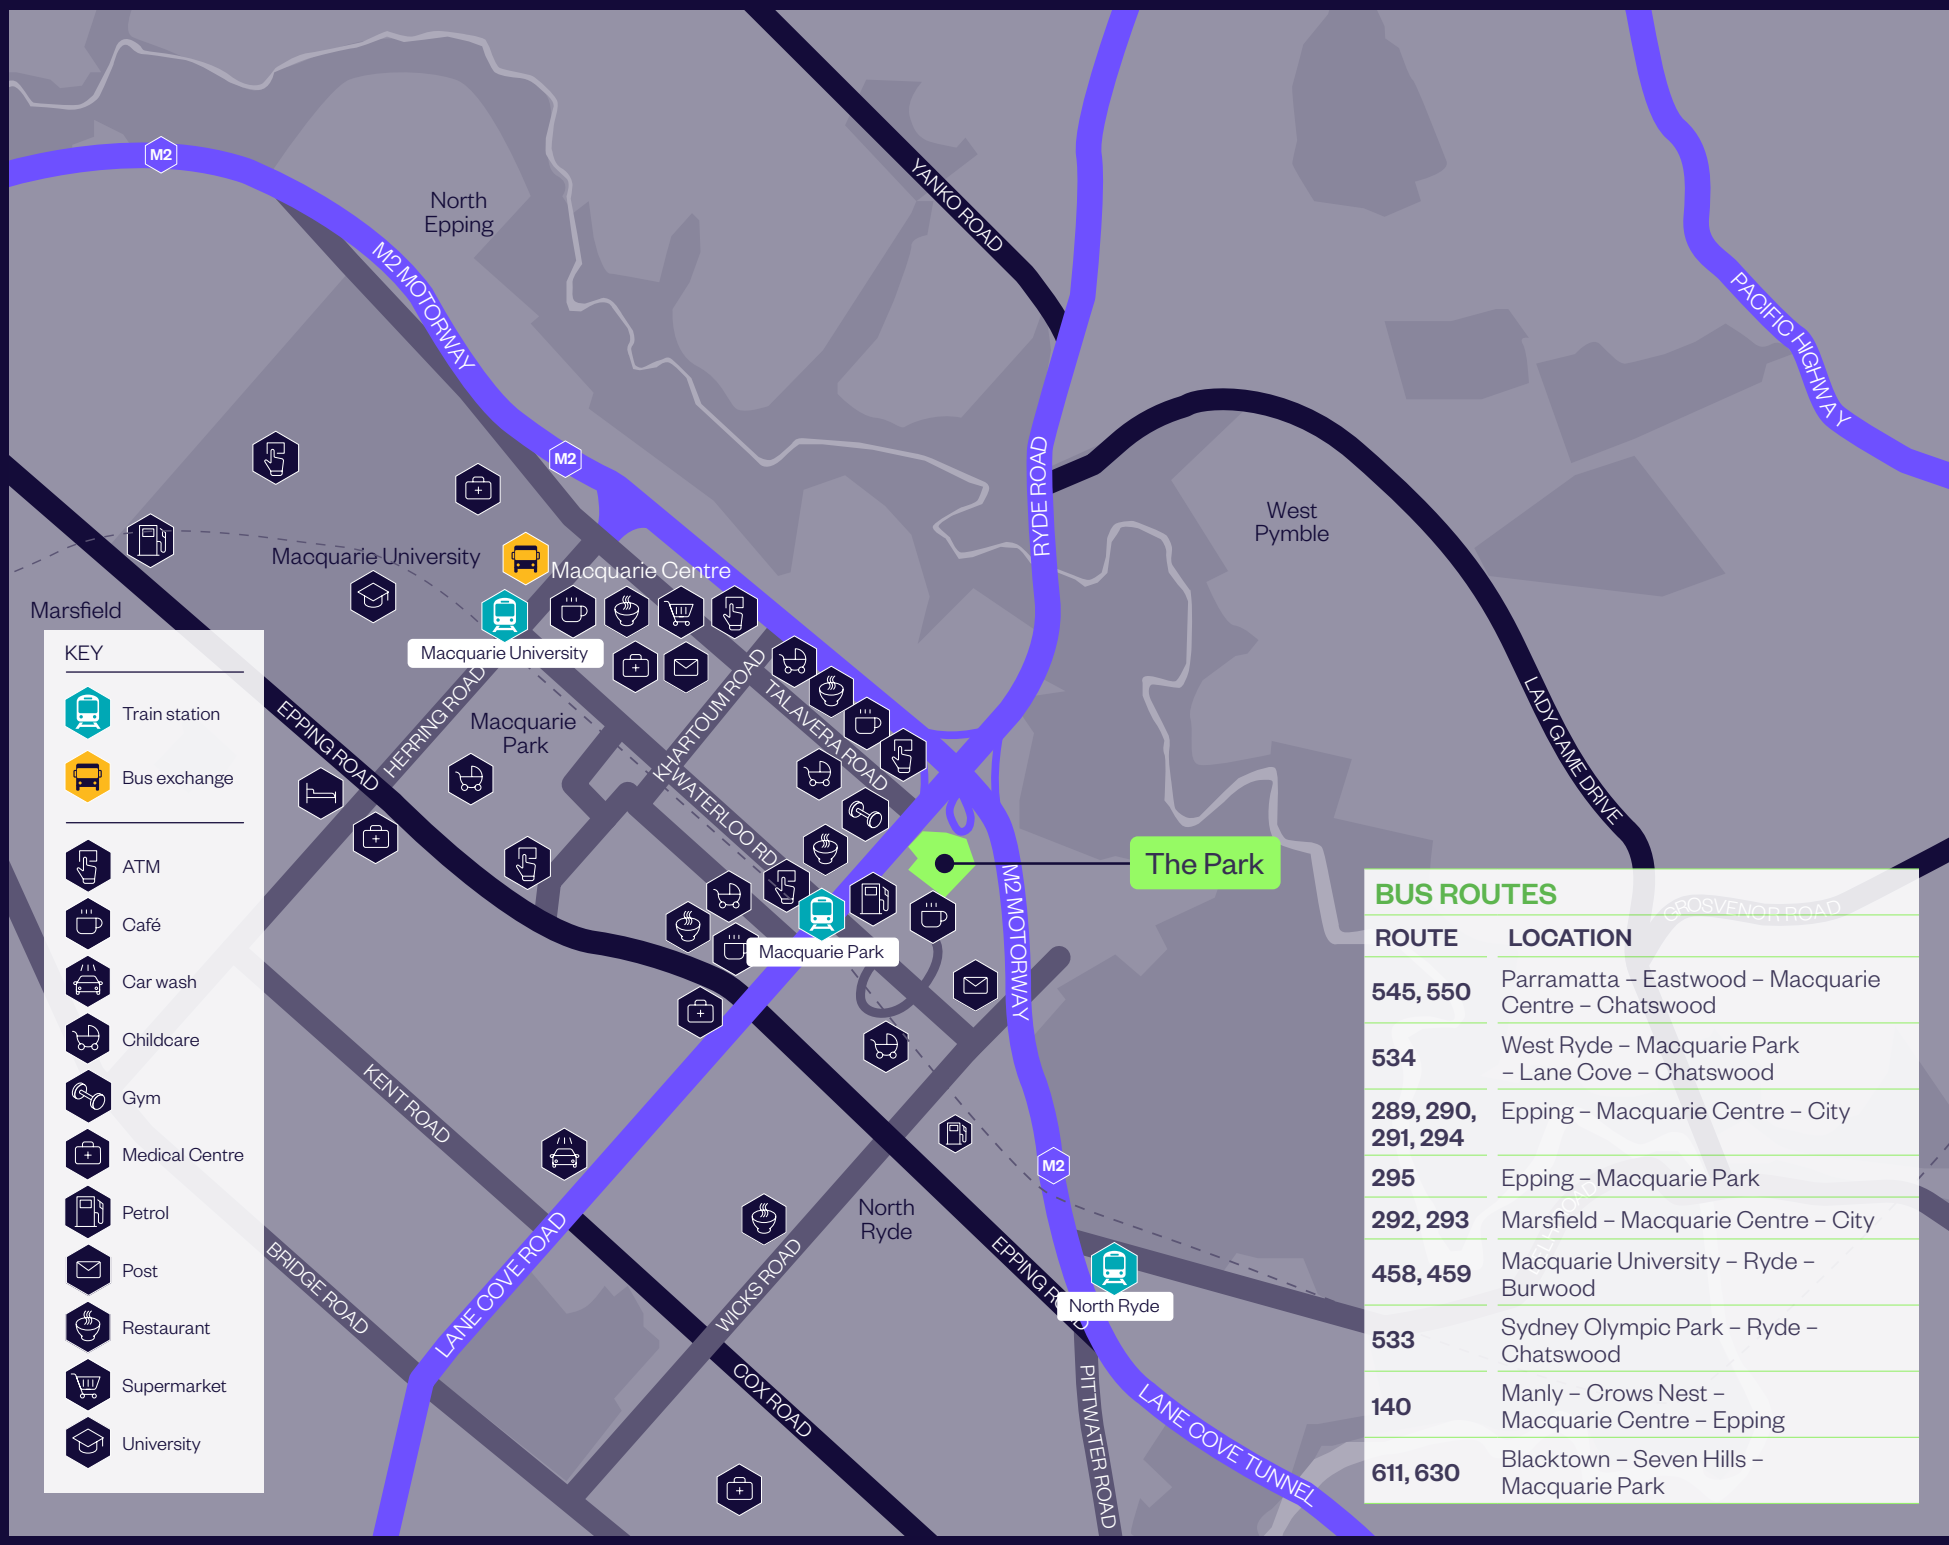 M2
North
Epping
M2 MOTORWAY
YANKO ROAD
PACIFIC HIGHWAY
M2
RYDE ROAD
West
Pymble
Macquarie University
Macquarie Centre
Marsfield
Macquarie University
HERRING ROAD
Macquarie
Park
KHARTOUM ROAD
TALAVERA ROAD
WATERLOO RD
EPPING ROAD
LADY GAME DRIVE
The Park
M2 MOTORWAY
Macquarie Park
KENT ROAD
M2
North
Ryde
EPPING ROAD
North Ryde
BRIDGE ROAD
LANE COVE ROAD
WICKS ROAD
COX ROAD
PITTWATER ROAD
LANE COVE TUNNEL
GROSVENOR ROAD
KEY
Train station
Bus exchange
ATM
Café
Car wash
Childcare
Gym
Medical Centre
Petrol
Post
Restaurant
Supermarket
University
BUS ROUTES
ROUTE LOCATION
545, 550 Parramatta – Eastwood – Macquarie
Centre – Chatswood
534 West Ryde – Macquarie Park
– Lane Cove – Chatswood
289, 290, Epping – Macquarie Centre – City
291, 294
295 Epping – Macquarie Park
292, 293 Marsfield – Macquarie Centre – City
458, 459 Macquarie University – Ryde –
Burwood
533 Sydney Olympic Park – Ryde –
Chatswood
140 Manly – Crows Nest –
Macquarie Centre – Epping
611, 630 Blacktown – Seven Hills –
Macquarie Park